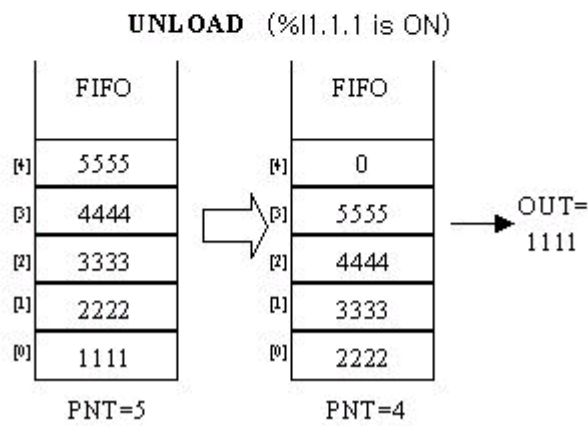 UNLOAD (%I1.1.1 is ON)
FIFO
[4] 5555
[3] 4444
[2] 3333
[1] 2222
[0] 1111
PNT=5
FIFO
[4] 0
[3] 5555
[2] 4444
[1] 3333
[0] 2222
PNT=4
OUT=
1111